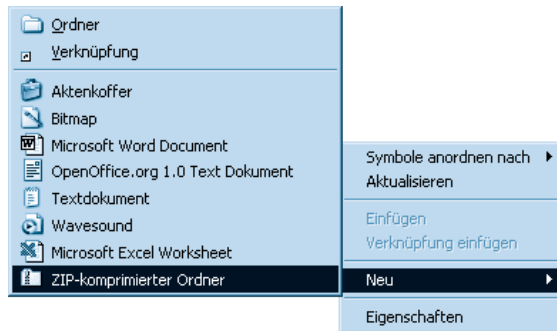 Ordner
Verknüpfung
Aktenkoffer
Bitmap
Microsoft Word Document
OpenOffice.org 1.0 Text Dokument
Textdokument
Wavesound
Microsoft Excel Worksheet
ZIP-komprimierter Ordner
Symbole anordnen nach
Aktualisieren
Einfügen
Verknüpfung einfügen
Neu
Eigenschaften